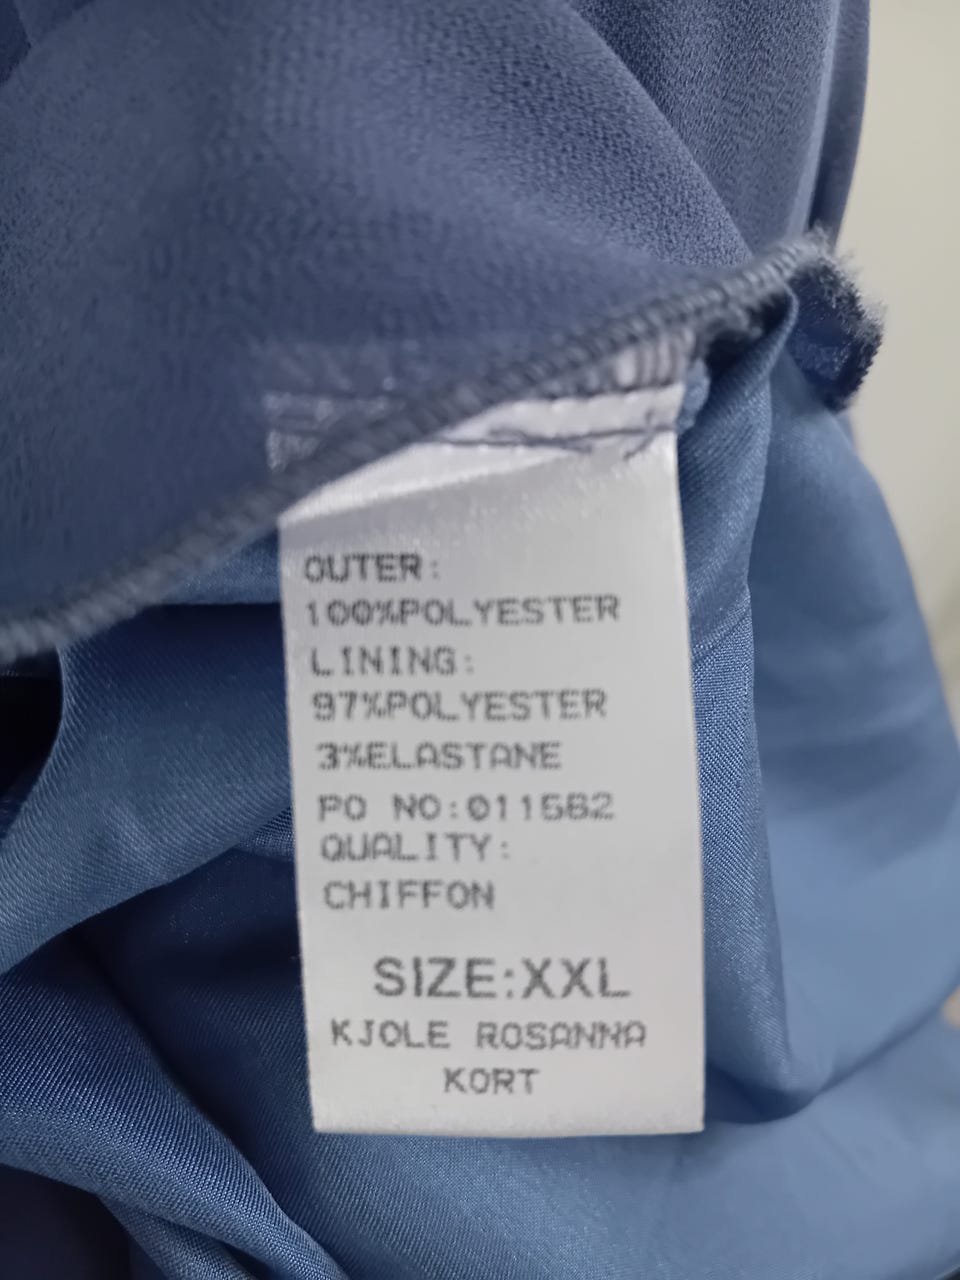 OUTER:
100%POLYESTER
LINING:
97%POLYESTER
3%ELASTANE
PO NO:011582
QUALITY:
CHIFFON
SIZE:XXL
KJOLE ROSANNA
KORT